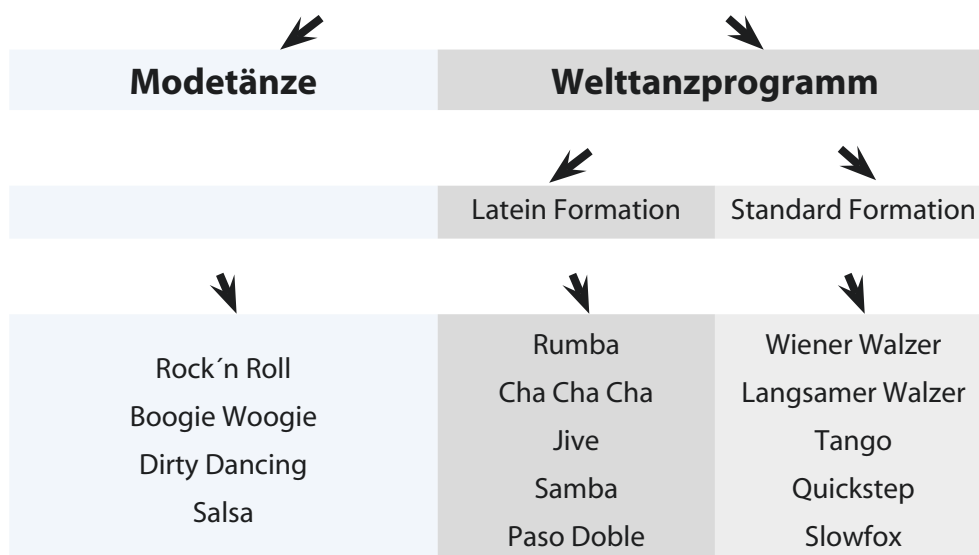 Modetänze
Welttanzprogramm
Latein Formation
Standard Formation
Rock´n Roll
Boogie Woogie
Dirty Dancing
Salsa
Rumba
Cha Cha Cha
Jive
Samba
Paso Doble
Wiener Walzer
Langsamer Walzer
Tango
Quickstep
Slowfox